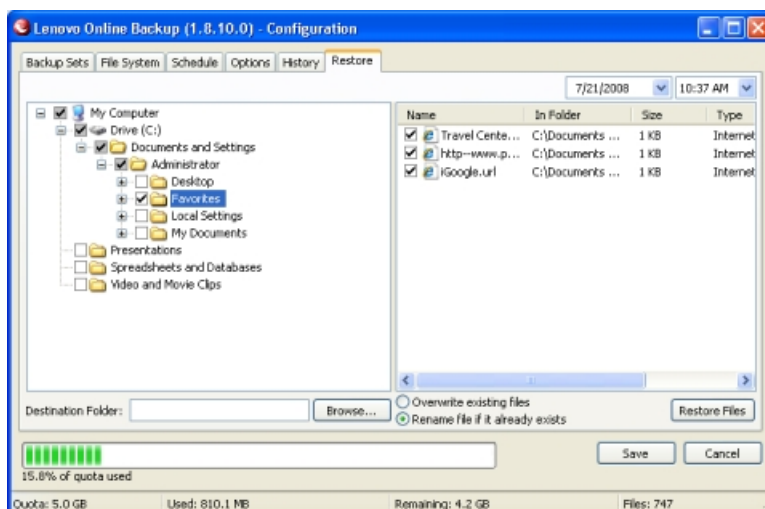 Lenovo Online Backup (1.8.10.0) - Configuration
Backup Sets File System Schedule Options History Restore
7/21/2008 10:37 AM
My Computer
Drive (C:)
Documents and Settings
Administrator
Desktop
Favorites
Local Settings
My Documents
Presentations
Spreadsheets and Databases
Video and Movie Clips
Name In Folder Size Type
Travel Cente... C:\Documents ... 1 KB Internet
http--www.p... C:\Documents ... 1 KB Internet
iGoogle.url C:\Documents ... 1 KB Internet
Destination Folder: Browse...
Overwrite existing files
Rename file if it already exists
Restore Files
Save Cancel
15.8% of quota used
Quota: 5.0 GB Used: 810.1 MB Remaining: 4.2 GB Files: 747